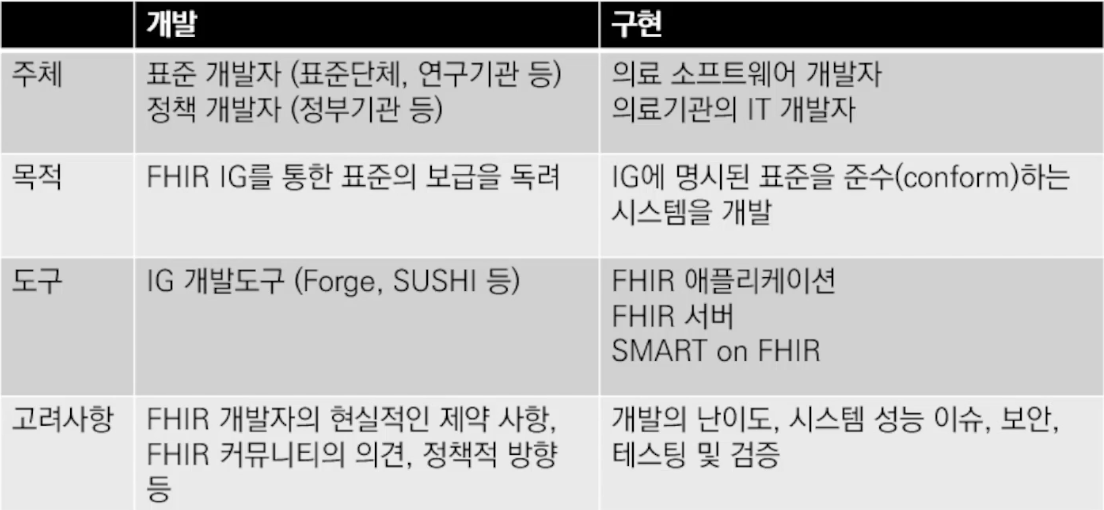 개발
구현
주체
표준 개발자 (표준단체, 연구기관 등)
정책 개발자 (정부기관 등)
의료 소프트웨어 개발자
의료기관의 IT 개발자
목적
FHIR IG를 통한 표준의 보급을 독려
IG에 명시된 표준을 준수(conform)하는
시스템을 개발
도구
IG 개발도구 (Forge, SUSHI 등)
FHIR 애플리케이션
FHIR 서버
SMART on FHIR
고려사항
FHIR 개발자의 현실적인 제약 사항,
FHIR 커뮤니티의 의견, 정책적 방향
등
개발의 난이도, 시스템 성능 이슈, 보안,
테스팅 및 검증